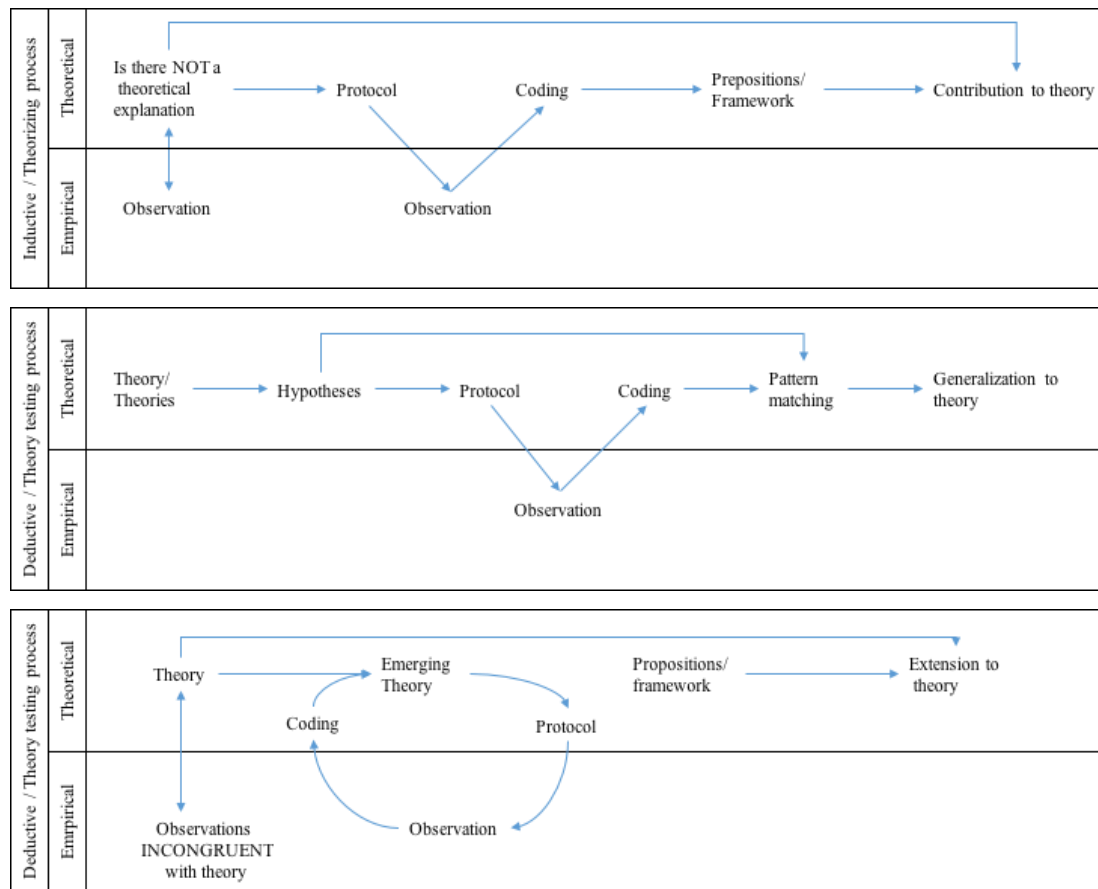 Inductive / Theorizing process
Theoretical
Emrpirical
Is there NOT a
theoretical
explanation
Protocol
Coding
Prepositions/
Framework
Contribution to theory
Observation
Observation
Deductive / Theory testing process
Theoretical
Emrpirical
Theory/
Theories
Hypotheses
Protocol
Coding
Pattern
matching
Generalization to
theory
Observation
Deductive / Theory testing process
Theoretical
Emrpirical
Theory
Emerging
Theory
Propositions/
framework
Extension to
theory
Coding
Protocol
Observations
INCONGRUENT
with theory
Observation